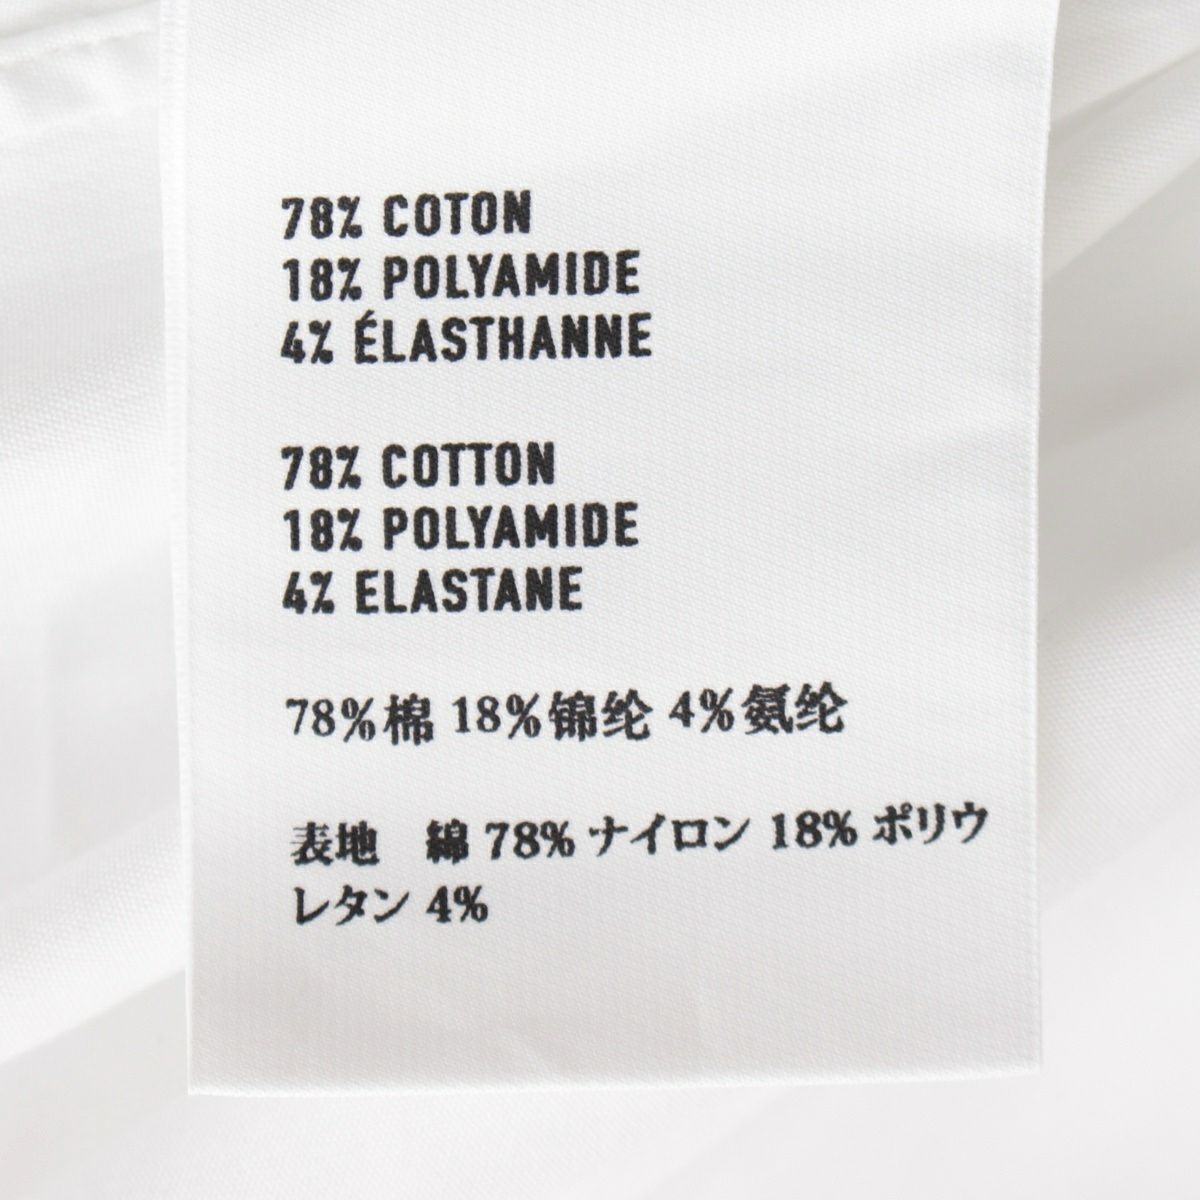 78% COTON
18% POLYAMIDE
4% ÉLASTHANNE
78% COTTON
18% POLYAMIDE
4% ELASTANE
78%棉 18%锦纶 4%氨纶
表地　綿 78% ナイロン 18% ポリウ
レタン 4%